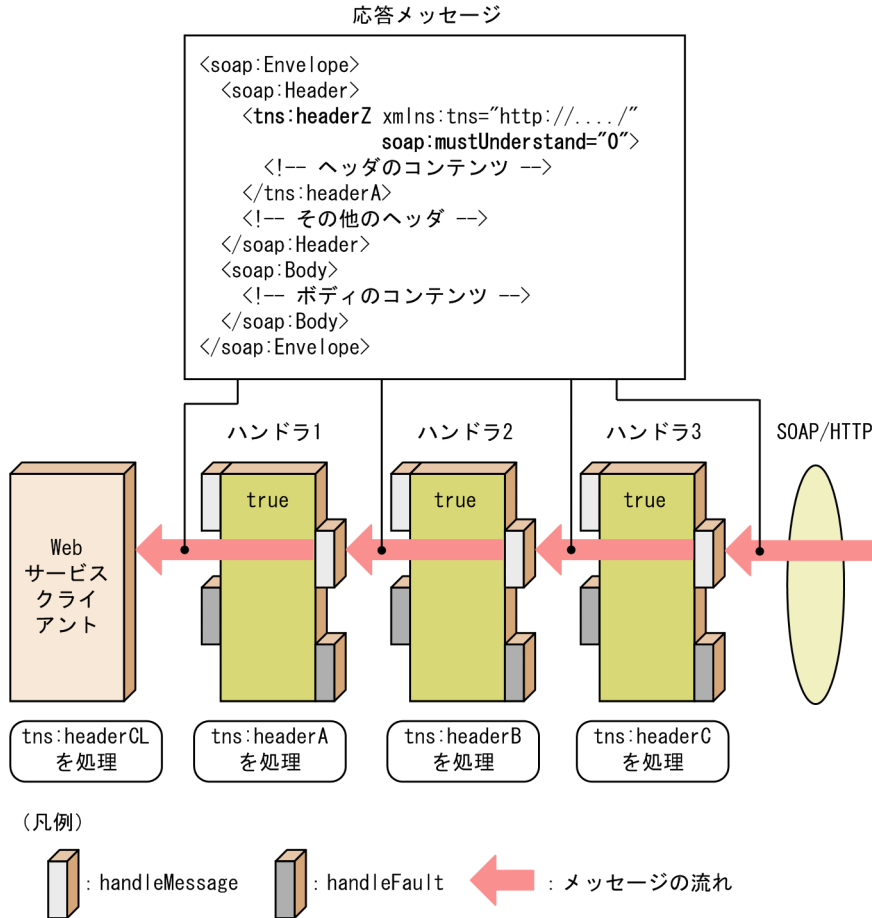 応答メッセージ
<soap:Envelope>
<soap:Header>
<tns:headerZ xmlns:tns="http://..../"
soap:mustUnderstand="0">
<!-- ヘッダのコンテンツ -->
</tns:headerA>
<!-- その他のヘッダ -->
</soap:Header>
<soap:Body>
<!-- ボディのコンテンツ -->
</soap:Body>
</soap:Envelope>
ハンドラ1
ハンドラ2
ハンドラ3
SOAP/HTTP
true
true
true
Web
サービス
クライ
アント
tns:headerCL
を処理
tns:headerA
を処理
tns:headerB
を処理
tns:headerC
を処理
(凡例)
: handleMessage
: handleFault
: メッセージの流れ